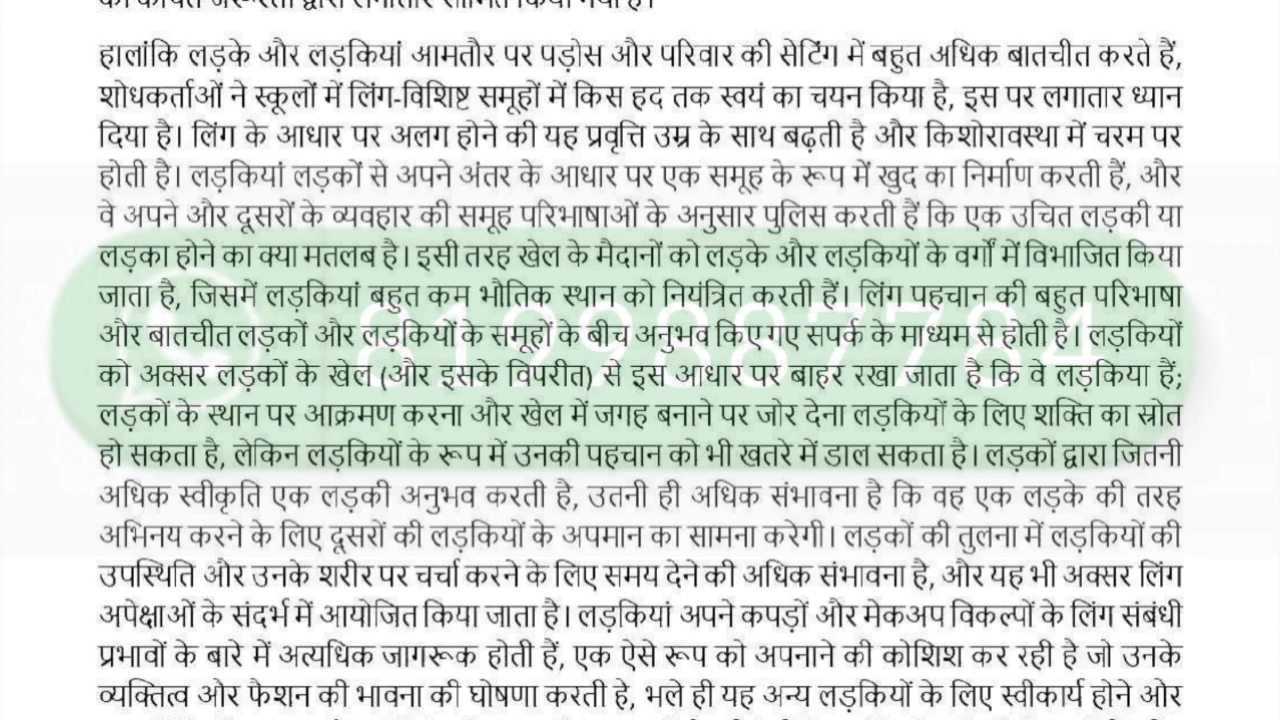 हालांकि लड़के और लड़कियां आमतौर पर पड़ोस और परिवार की सेटिंग में बहुत अधिक बातचीत करते हैं,
शोधकर्ताओं ने स्कूलों में लिंग-विशिष्ट समूहों में किस हद तक स्वयं का चयन किया है, इस पर लगातार ध्यान
दिया है। लिंग के आधार पर अलग होने की यह प्रवृत्ति उम्र के साथ बढ़ती है और किशोरावस्था में चरम पर
होती है। लड़कियां लड़कों से अपने अंतर के आधार पर एक समूह के रूप में खुद का निर्माण करती हैं, और
वे अपने और दूसरों के व्यवहार की समूह परिभाषाओं के अनुसार पुलिस करती हैं कि एक उचित लड़की या
लड़का होने का क्या मतलब है। इसी तरह खेल के मैदानों को लड़के और लड़कियों के वर्गों में विभाजित किया
जाता है, जिसमें लड़कियां बहुत कम भौतिक स्थान को नियंत्रित करती हैं। लिंग पहचान की बहुत परिभाषा
और बातचीत लड़कों और लड़कियों के समूहों के बीच अनुभव किए गए सपर्क के माध्यम से होती है। लड़कियों
को अक्सर लड़कों के खेल (और इसके विपरीत) से इस आधार पर बाहर रखा जाता है कि वे लड़किया हैं;
लड़कों के स्थान पर आक्रमण करना और खेल में जगह बनाने पर जोर देना लड़कियों के लिए शक्ति का स्रोत
हो सकता है, लेकिन लड़कियों के रूप में उनकी पहचान को भी खतरे में डाल सकता है। लड़कों द्वारा जितनी
अधिक स्वीकृति एक लड़की अनुभव करती है, उतनी ही अधिक संभावना है कि वह एक लड़के की तरह
अभिनय करने के लिए दूसरों की लड़कियों के अपमान का सामना करेगी। लड़कों की तुलना में लड़कियों की
उपस्थिति और उनके शरीर पर चर्चा करने के लिए समय देने की अधिक संभावना है, और यह भी अक्सर लिंग
अपेक्षाओं के संदर्भ में आयोजित किया जाता है। लड़कियां अपने कपड़ों और मेकअप विकल्पों के लिंग संबंधी
प्रभावों के बारे में अत्यधिक जागरूक होती हैं, एक ऐसे रूप को अपनाने की कोशिश कर रही है जो उनके
व्यक्तित्व ओर फैशन की भावना की घोषणा करती हे, भले ही यह अन्य लड़कियों के लिए स्वीकार्य होने ओर
8199887784